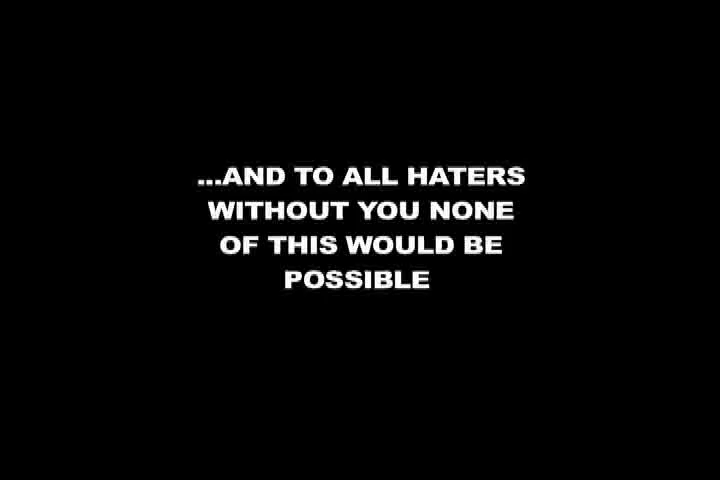 ...AND TO ALL HATERS
WITHOUT YOU NONE
OF THIS WOULD BE
POSSIBLE